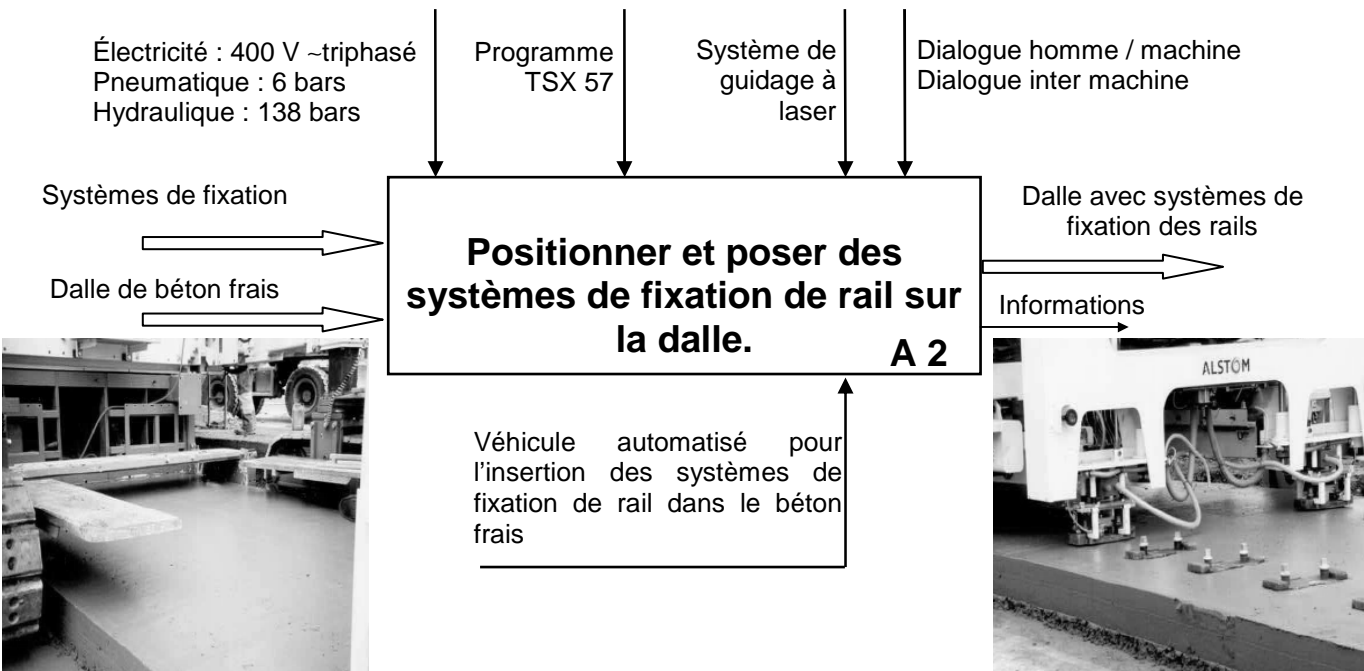 Électricité : 400 V ~triphasé
Pneumatique : 6 bars
Hydraulique : 138 bars
Programme
TSX 57
Système de
guidage à
laser
Dialogue homme / machine
Dialogue inter machine
Systèmes de fixation
Dalle de béton frais
Positionner et poser des
systèmes de fixation de rail sur
la dalle.
A 2
Dalle avec systèmes de
fixation des rails
Informations
Véhicule automatisé pour
l'insertion des systèmes de
fixation de rail dans le béton
frais
ALSTOM